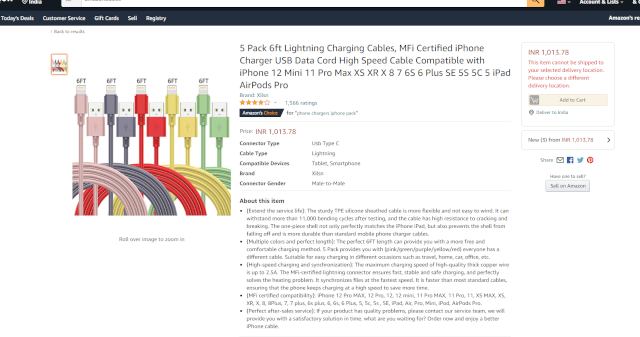 India
Account & Lists
Today's Deals Customer Service Gift Cards Sell Registry
Amazon's re
‹ Back to results
5 Pack 6ft Lightning Charging Cables, MFi Certified iPhone
Charger USB Data Cord High Speed Cable Compatible with
iPhone 12 Mini 11 Pro Max XS XR X 8 7 6S 6 Plus SE 5S 5C 5 iPad
AirPods Pro
Brand: Xilsn
1,566 ratings
Amazon's Choice for "phone chargers iphone pack"
Price: INR 1,013.78
Connector Type Usb Type C
Cable Type Lightning
Compatible Devices Tablet, Smartphone
Brand Xilsn
Connector Gender Male-to-Male
6FT 6FT 6FT 6FT 6FT
Roll over image to zoom in
About this item
• [Extend the service life]: The sturdy TPE silicone sheathed cable is more flexible and not easy to wind. It can
withstand more than 11,000 bending cycles after testing, and the cable has high resistance to cracking and
breaking. The one-piece shell not only perfectly matches the iPhone iPad, but also prevents the shell from
falling off and is more durable than standard mobile phone charger cables.
• [Multiple colors and perfect length]: The perfect 6FT length can provide you with a more free and
comfortable charging method. 5 Pack provides you with (pink/green/purple/yellow/red) everyone has a
different cable. Suitable for easy charging in different occasions such as travel, home, car, office, etc.
• [High-speed charging and synchronization]: The maximum charging speed of high-quality thick copper wire
is up to 2.5A. The MFi-certified lightning connector ensures fast, stable and safe charging, and perfectly
solves the heating problem. It synchronizes files at the fastest speed. It is faster than most standard cables,
ensuring that the phone keeps charging at a high speed to save more time.
• [MFi certified compatibility]: iPhone 12 Pro MAX, 12 Pro, 12, 12 mini, 11 Pro MAX, 11 Pro, 11, XS MAX, XS,
XR, X, 8, 8Plus, 7, 7 plus, 6s plus, 6, 6s, 6 Plus, 5, 5c, 5s , SE, iPad, Air, Pro, Mini, iPod, AirPods Pro.
• [Perfect after-sales service]: If your product has quality problems, please contact our service team, we will
provide you with a satisfactory solution in time. what are you waiting for? Order now and enjoy a better
iPhone cable.
INR 1,013.78
This item cannot be shipped to
your selected delivery location.
Please choose a different
delivery location.
Add to Cart
Deliver to India
New (5) from INR 1,013.78
Share
Have one to sell?
Sell on Amazon